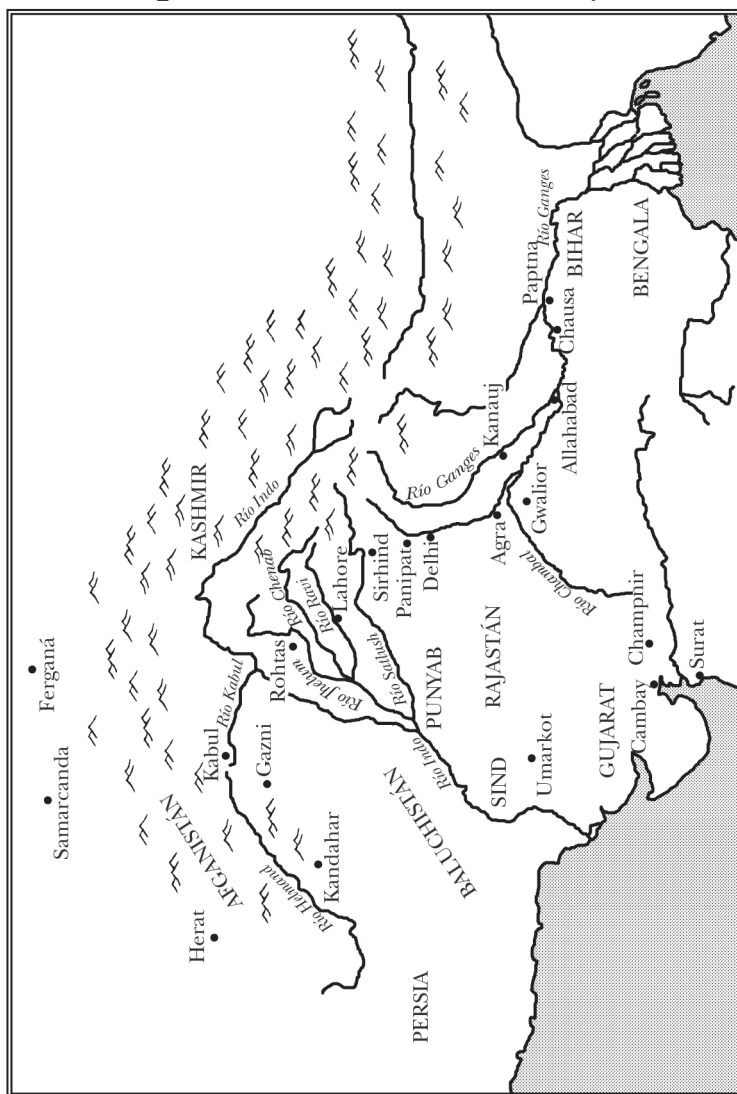 Samarcanda
Ferganá
Herat
AFGANISTÁN
Kabul
Río Kabul
Gazni
Kandahar
Río Helmand
KASHMIR
Río Indo
Rohtas
Río Chenab
Río Ravi
Río Jhelum
Lahore
Río Satlush
Sirhind
Panipat
Delhi
PERSIA
BALUCHISTÁN
Río Indo
PUNYAB
RAJASTÁN
SIND
Umarkot
Río Ganges
Kanauj
Agra
Gwalior
Río Chambal
Allahabad
Chausa
Paptna
Río Ganges
BIHAR
BENGALA
GUJARAT
Cambay
Champnir
Surat